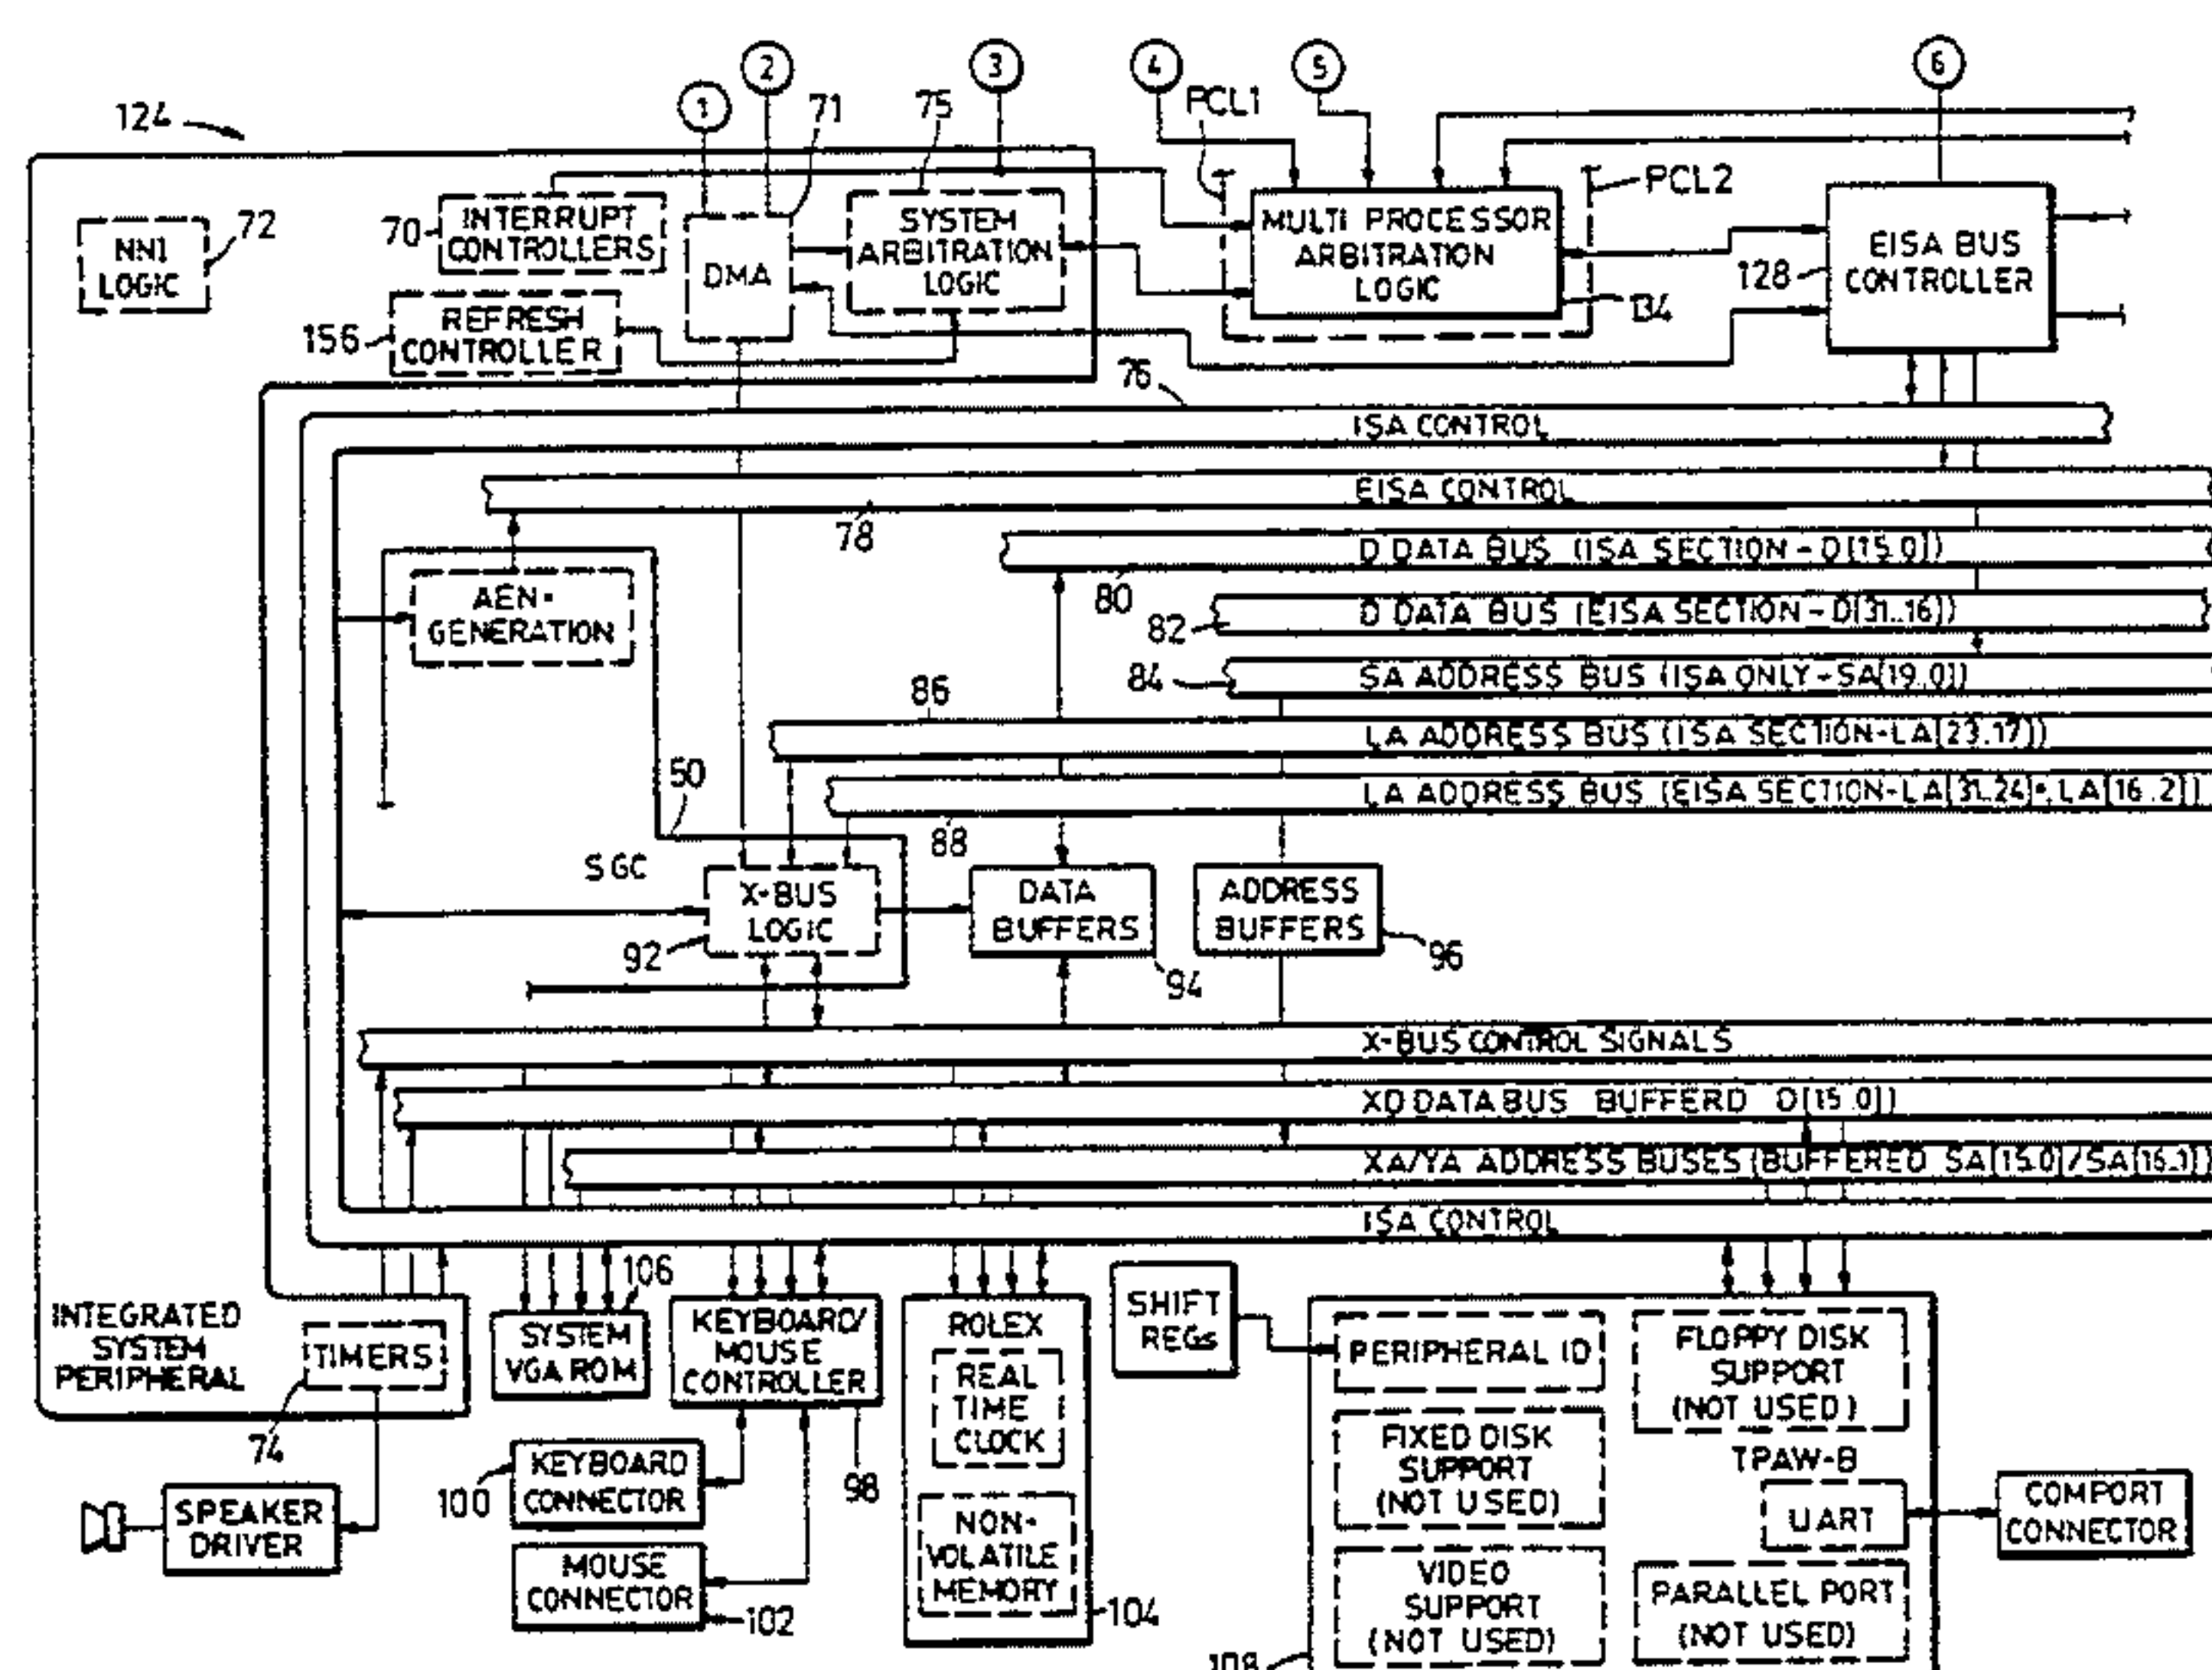 1
2
3
4
5
6
124
71
75
PCL1
PCL2
72
NNI
LOGIC
70
INTERRUPT
CONTROLLERS
DMA
SYSTEM
ARBITRATION
LOGIC
MULTI PROCESSOR
ARBITRATION
LOGIC
134
128
EISA BUS
CONTROLLER
156
REFRESH
CONTROLLER
76
ISA CONTROL
EISA CONTROL
78
D DATA BUS (ISA SECTION - D[15.0])
80
AEN-
GENERATION
82
D DATA BUS (EISA SECTION - D[31..16])
84
SA ADDRESS BUS (ISA ONLY - SA[19..0])
86
LA ADDRESS BUS (ISA SECTION-LA[23..17])
50
88
LA ADDRESS BUS (EISA SECTION-LA[31.24]*, LA[16..2])
SGC
X-BUS
LOGIC
92
DATA
BUFFERS
94
ADDRESS
BUFFERS
96
X-BUS CONTROL SIGNALS
XD DATA BUS BUFFERD D[15.0])
XA/YA ADDRESS BUSES (BUFFERED SA[15.0]/SA[16.1])
ISA CONTROL
106
INTEGRATED
SYSTEM
PERIPHERAL
TIMERS
74
SYSTEM
VGA ROM
KEYBOARD/
MOUSE
CONTROLLER
98
ROLEX
REAL
TIME
CLOCK
NON-
VOLATILE
MEMORY
104
SHIFT
REGs
PERIPHERAL ID
FLOPPY DISK
SUPPORT
(NOT USED)
FIXED DISK
SUPPORT
(NOT USED)
TPAW-B
UART
COMPORT
CONNECTOR
VIDEO
SUPPORT
(NOT USED)
PARALLEL PORT
(NOT USED)
108
100
KEYBOARD
CONNECTOR
MOUSE
CONNECTOR
102
SPEAKER
DRIVER